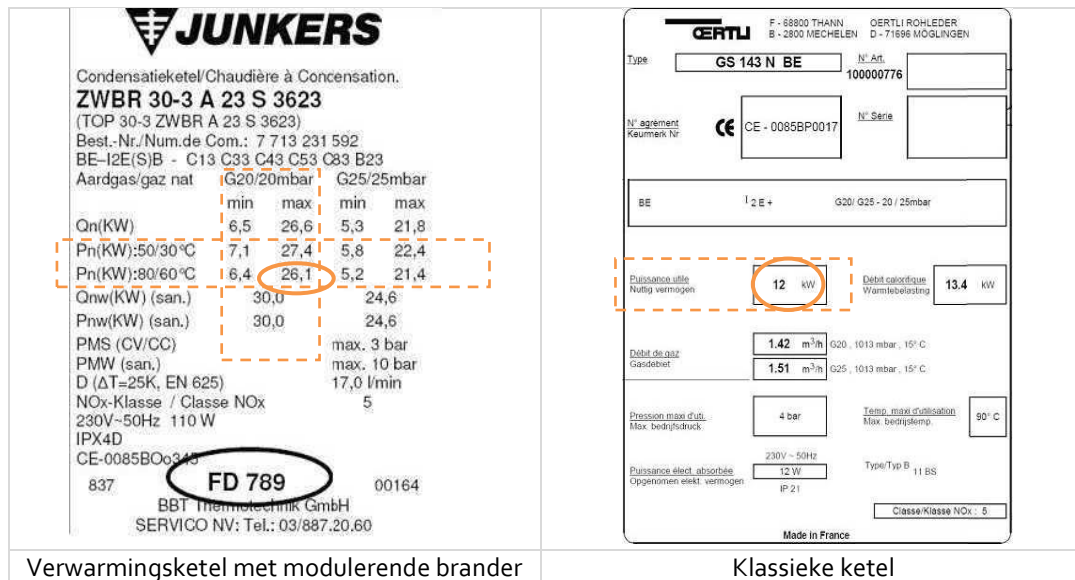 JUNKERS
Condensatieketel/Chaudière à Concensation.
ZWBR 30-3 A 23 S 3623
(TOP 30-3 ZWBR A 23 S 3623)
Best.-Nr./Num.de Com.: 7 713 231 592
BE–I2E(S)B - C13 C33 C43 C53 C83 B23
Aardgas/gaz nat G20/20mbar G25/25mbar
min max min max
Qn(KW) 6,5 26,6 5,3 21,8
Pn(KW):50/30°C 7,1 27,4 5,8 22,4
Pn(KW):80/60°C 6,4 26,1 5,2 21,4
Qnw(KW) (san.) 30,0 24,6
Pnw(KW) (san.) 30,0 24,6
PMS (CV/CC) max. 3 bar
PMW (san.) max. 10 bar
D (ΔT=25K, EN 625) 17,0 l/min
NOx-Klasse / Classe NOx 5
230V~50Hz 110 W
IPX4D
CE-0085BOo345
837 FD 789 00164
BBT Thermotechnik GmbH
SERVICO NV: Tel.: 03/887.20.60
Verwarmingsketel met modulerende brander
ŒRTLI
F - 68800 THANN OERTLI ROHLEDER
B - 2800 MECHELEN D - 71696 MÖGLINGEN
Type GS 143 N BE N° Art.
100000776
N° agrément
Keurmerk Nr
CE CE - 0085BP0017
N° Serie
BE I 2 E + G20/ G25 - 20 / 25mbar
Puissance utile
Nuttig vermogen
12 kW
Débit calorifique
Warmtebelasting
13.4 kW
Débit de gaz
Gasdebiet
1.42 m³/h G20 , 1013 mbar , 15° C
1.51 m³/h G25 , 1013 mbar , 15° C
Pression maxi d'uti.
Max. bedrijfsdruk
4 bar
Temp. maxi d'utilisation
Max. bedrijstemp.
90° C
230V ~ 50Hz
Puissance élect. absorbée
Opgenomen elekt. vermogen
12 W
IP 21
Type/Typ B 11 BS
Classe/Klasse NOx : 5
Made in France
Klassieke ketel